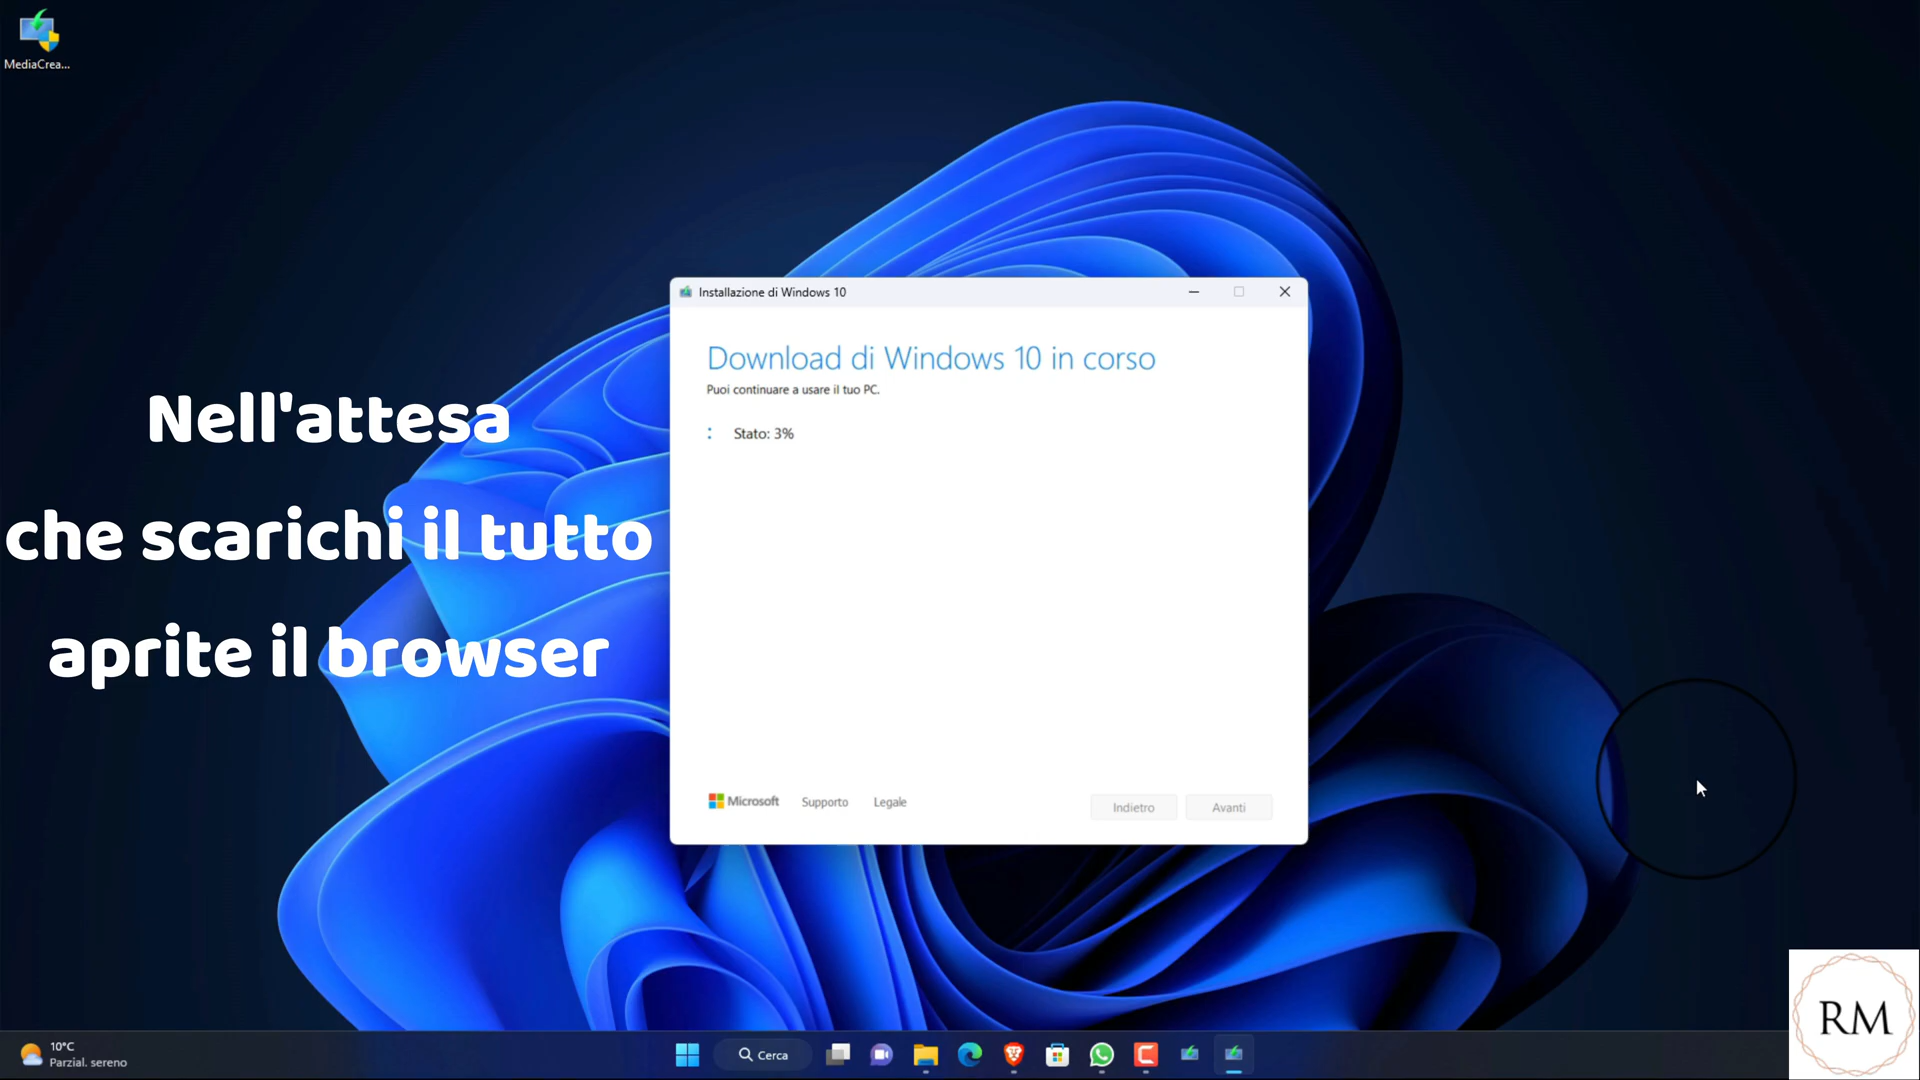 MediaCrea...
Installazione di Windows 10
Download di Windows 10 in corso
Puoi continuare a usare il tuo PC.
Stato: 3%
Nell'attesa
che scarichi il tutto
aprite il browser
Microsoft
Supporto
Legale
Indietro
Avanti
10°C
Parzial. sereno
Cerca
RM